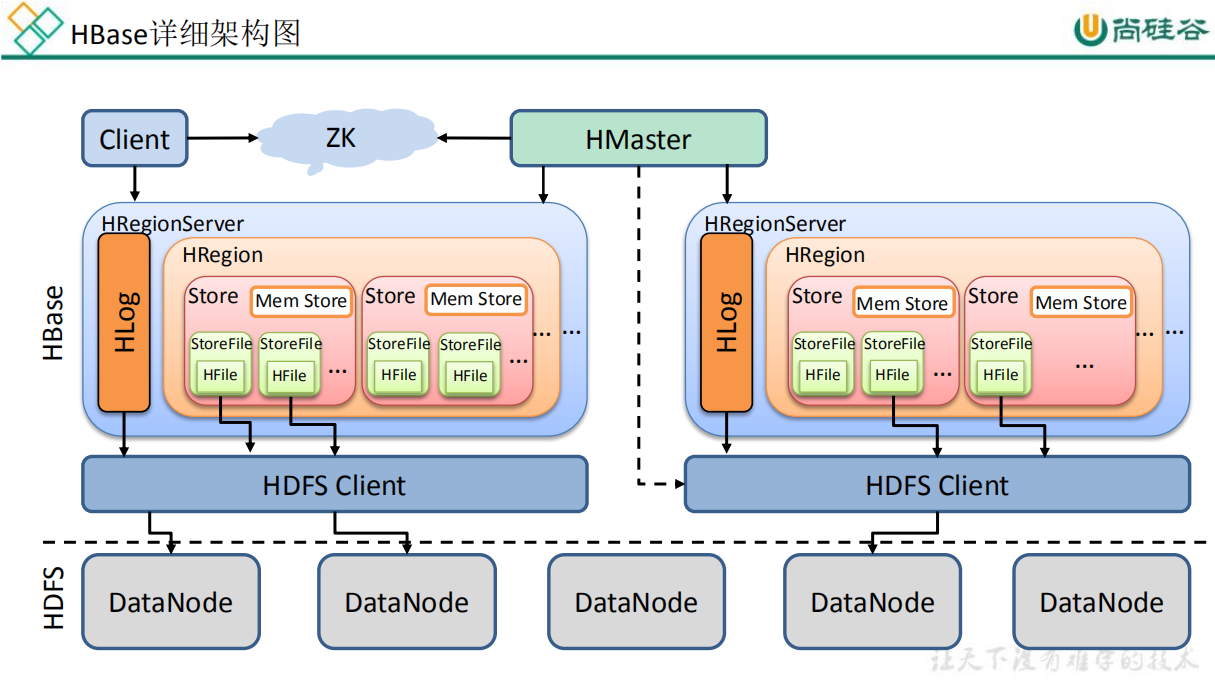 HBase详细架构图
尚硅谷
Client
ZK
HMaster
HBase
HRegionServer
HLog
HRegion
Store
Mem Store
StoreFile
HFile
StoreFile
HFile
...
Store
Mem Store
StoreFile
HFile
StoreFile
HFile
...
...
...
HRegionServer
HLog
HRegion
Store
Mem Store
StoreFile
HFile
StoreFile
HFile
...
Store
Mem Store
StoreFile
HFile
...
...
...
HDFS Client
HDFS Client
HDFS
DataNode
DataNode
DataNode
DataNode
DataNode
让天下没有难学的技术